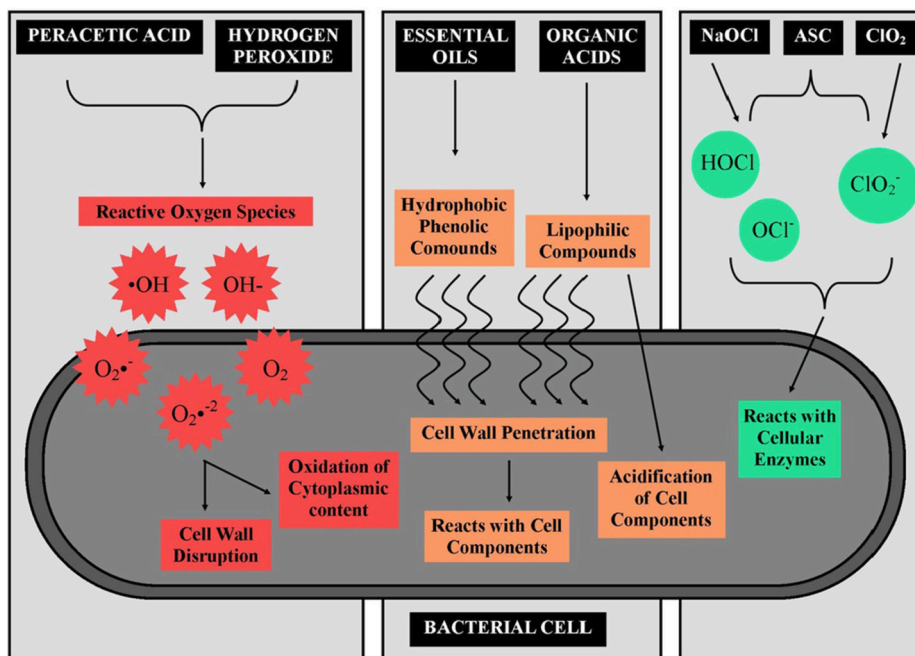 PERACETIC ACID
HYDROGEN
PEROXIDE
Reactive Oxygen Species
•OH
OH-
O₂•⁻
O₂
O₂•⁻²
Oxidation of
Cytoplasmic
content
Cell Wall
Disruption
ESSENTIAL
OILS
ORGANIC
ACIDS
Hydrophobic
Phenolic
Comounds
Lipophilic
Compounds
Cell Wall Penetration
Reacts with Cell
Components
Acidification
of Cell
Components
NaOCl
ASC
ClO₂
HOCl
OCl⁻
ClO₂⁻
Reacts with
Cellular
Enzymes
BACTERIAL CELL